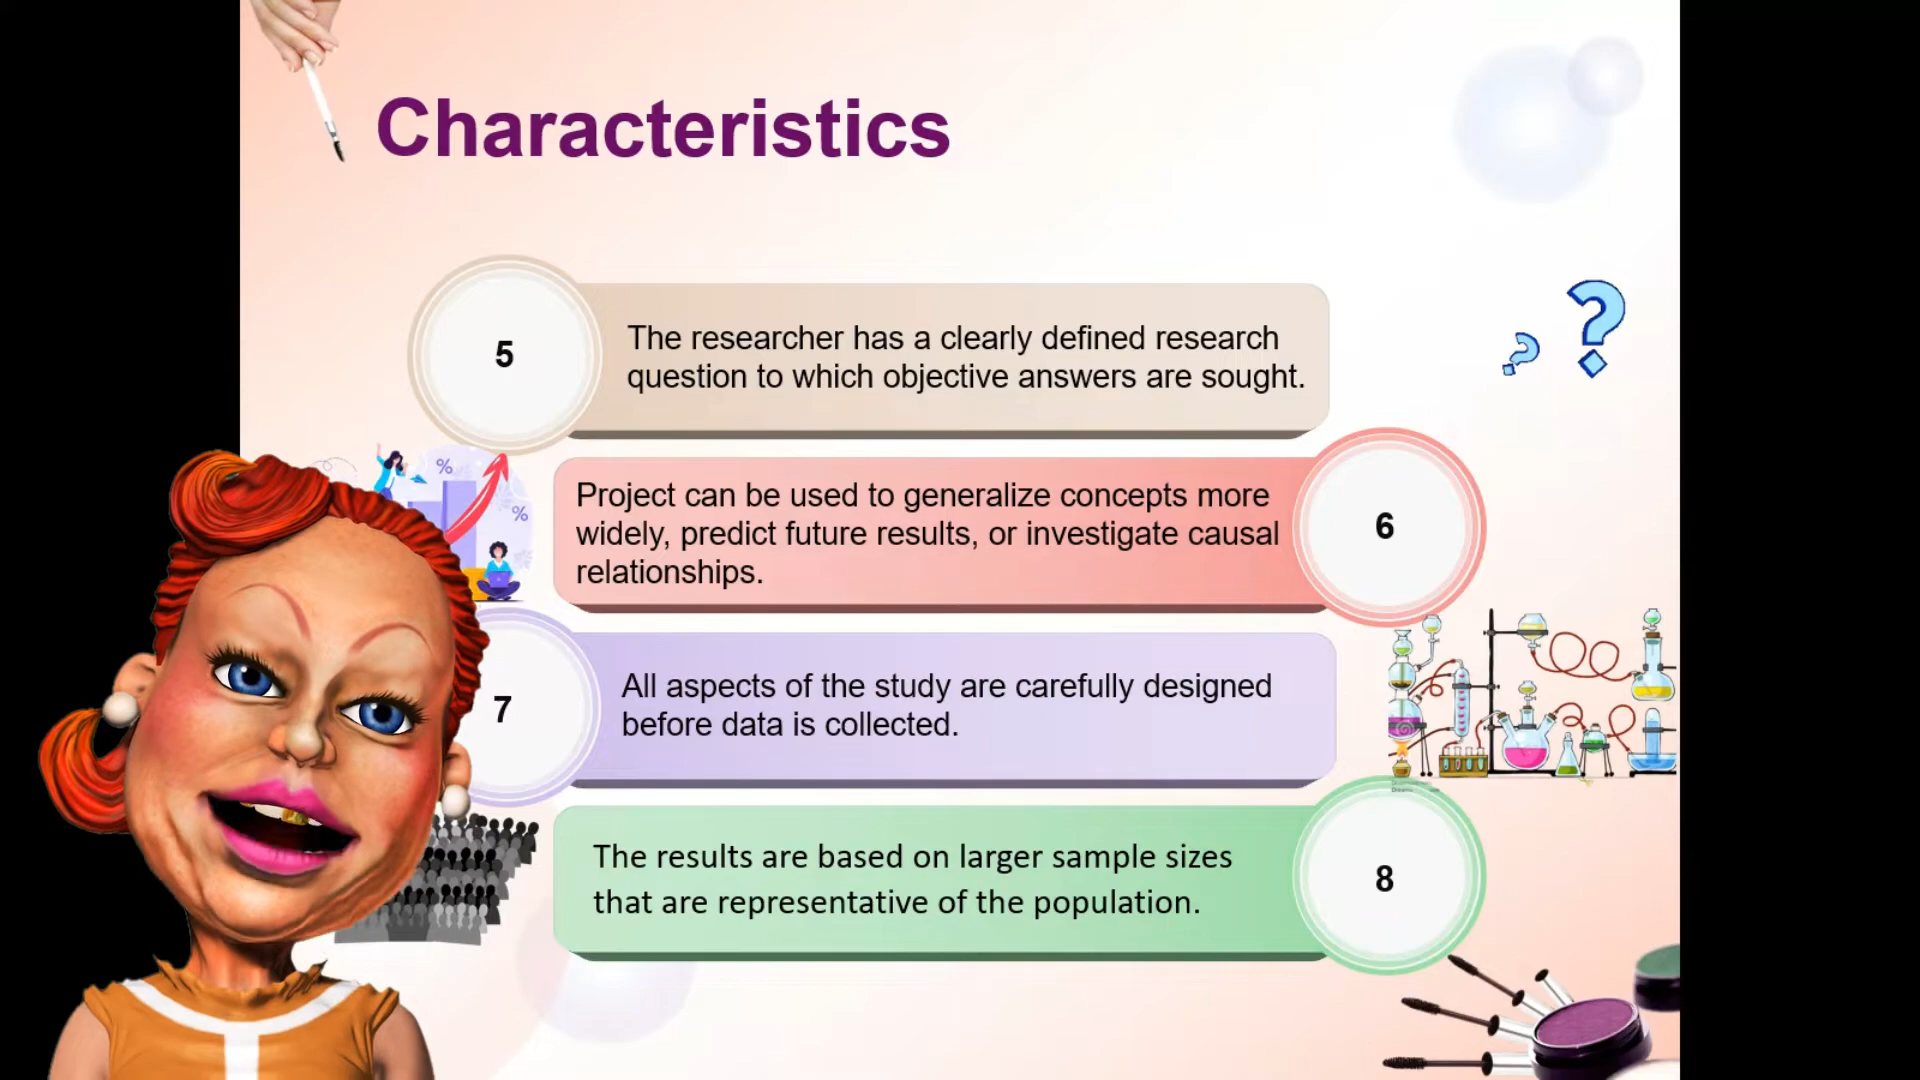 Characteristics
5
The researcher has a clearly defined research
question to which objective answers are sought.
%
%
Project can be used to generalize concepts more
widely, predict future results, or investigate causal
relationships.
6
7
All aspects of the study are carefully designed
before data is collected.
The results are based on larger sample sizes
that are representative of the population.
8